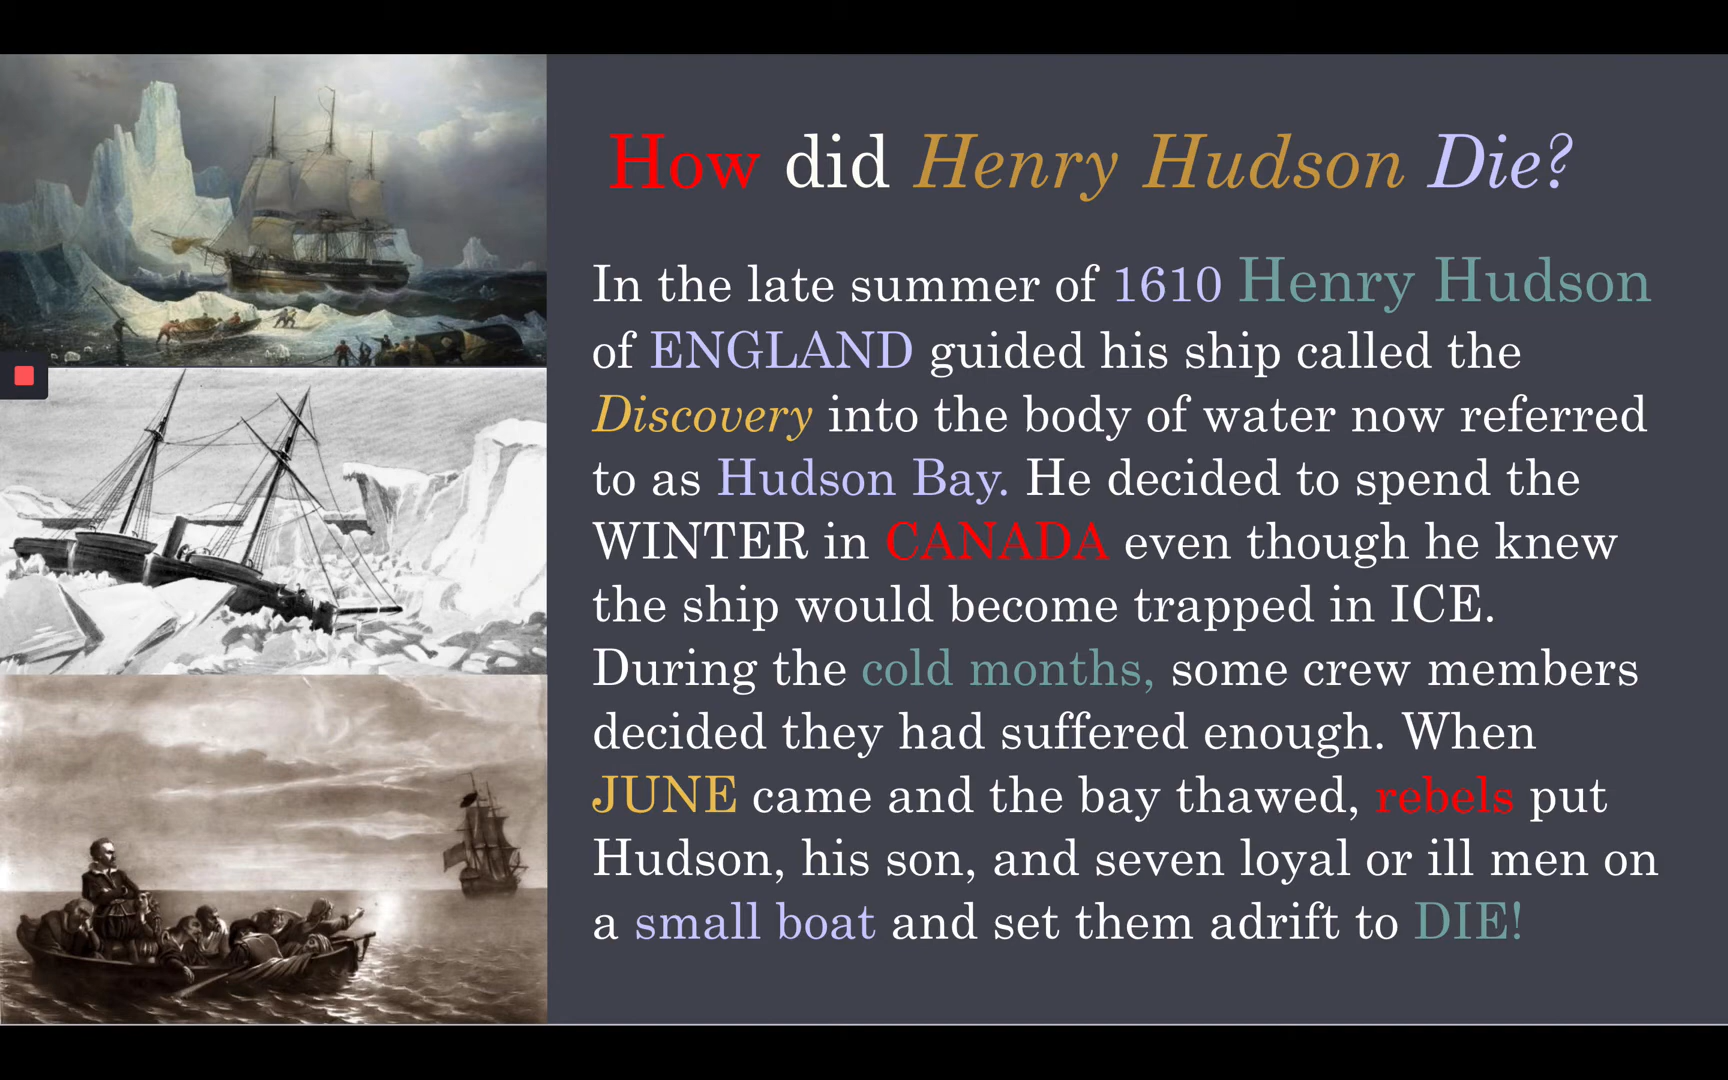 How did Henry Hudson Die?
In the late summer of 1610 Henry Hudson
of ENGLAND guided his ship called the
Discovery into the body of water now referred
to as Hudson Bay. He decided to spend the
WINTER in CANADA even though he knew
the ship would become trapped in ICE.
During the cold months, some crew members
decided they had suffered enough. When
JUNE came and the bay thawed, rebels put
Hudson, his son, and seven loyal or ill men on
a small boat and set them adrift to DIE!